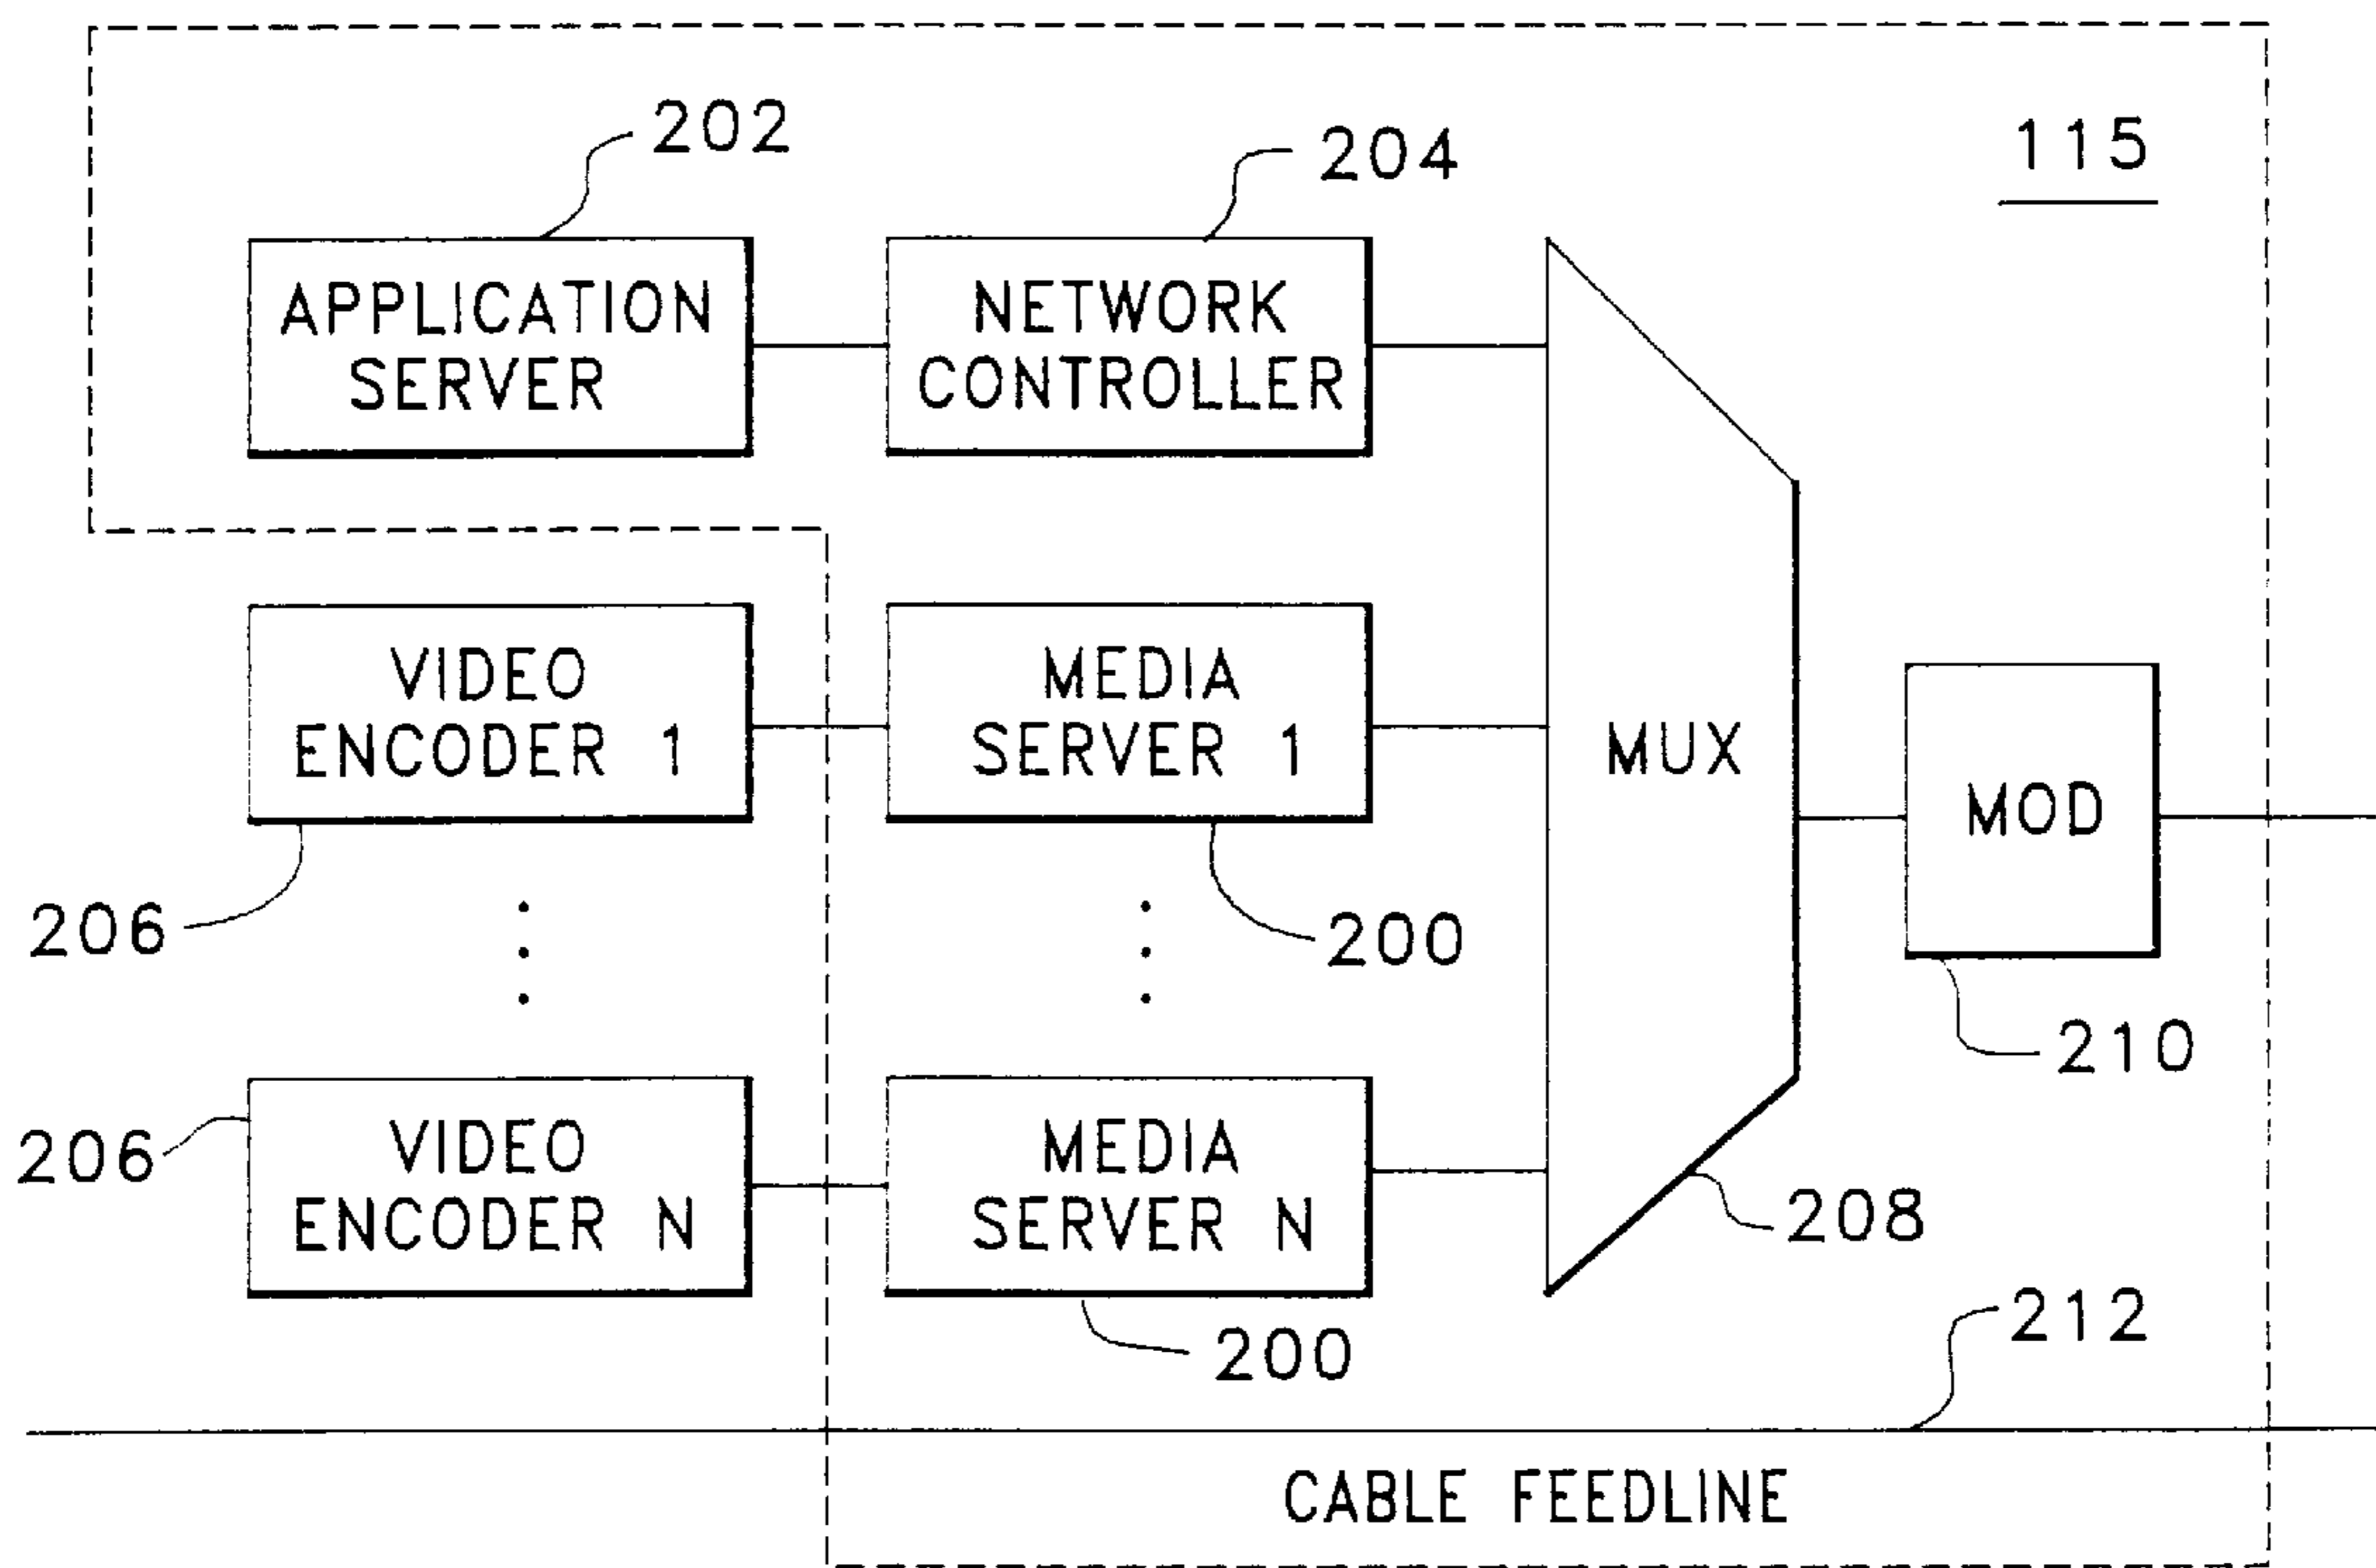 202
204
115
APPLICATION
SERVER
NETWORK
CONTROLLER
VIDEO
ENCODER 1
MEDIA
SERVER 1
MUX
MOD
206
200
210
206
VIDEO
ENCODER N
MEDIA
SERVER N
208
200
212
CABLE FEEDLINE